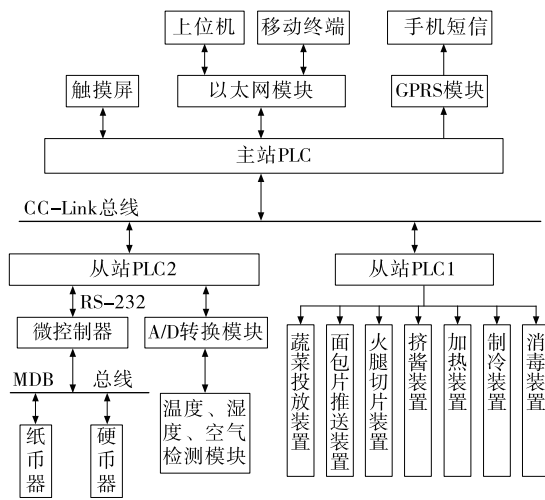 上位机
移动终端
手机短信
触摸屏
以太网模块
GPRS模块
主站PLC
CC-Link总线
从站PLC2
从站PLC1
RS-232
微控制器
A/D转换模块
MDB 总线
纸币器
硬币器
温度、湿
度、空气
检测模块
蔬菜投放装置
面包片推送装置
火腿切片装置
挤酱装置
加热装置
制冷装置
消毒装置